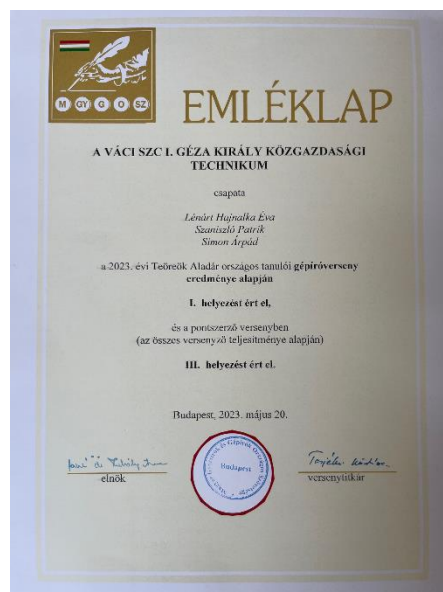 M GY G O SZ
EMLÉKLAP
A VÁCI SZC I. GÉZA KIRÁLY KÖZGAZDASÁGI
TECHNIKUM
csapata
Lénárt Hajnalka Éva
Szaniszló Patrik
Simon Árpád
a 2023. évi Teöreök Aladár országos tanulói gépíróverseny
eredménye alapján
I. helyezést ért el,
és a pontszerző versenyben
(az összes versenyző teljesítménye alapján)
III. helyezést ért el.
Budapest, 2023. május 20.
Budapest
elnök
versenytitkár